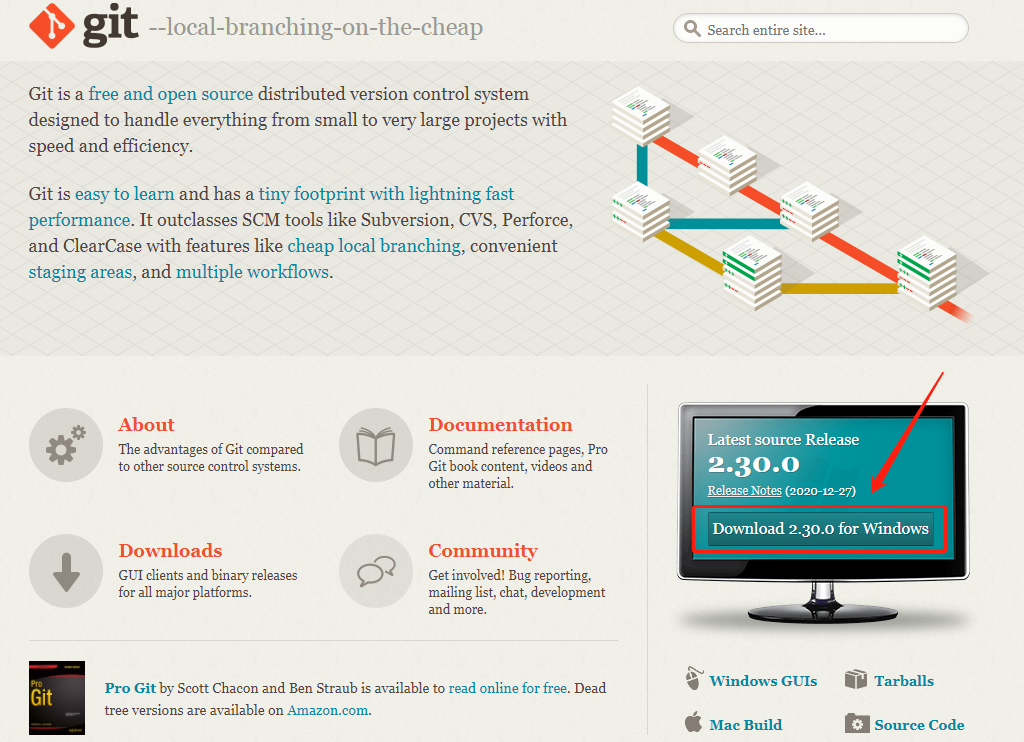 git --local-branching-on-the-cheap
Search entire site...
Git is a free and open source distributed version control system
designed to handle everything from small to very large projects with
speed and efficiency.
Git is easy to learn and has a tiny footprint with lightning fast
performance. It outclasses SCM tools like Subversion, CVS, Perforce,
and ClearCase with features like cheap local branching, convenient
staging areas, and multiple workflows.
About
The advantages of Git compared
to other source control systems.
Documentation
Command reference pages, Pro
Git book content, videos and
other material.
Downloads
GUI clients and binary releases
for all major platforms.
Community
Get involved! Bug reporting,
mailing list, chat, development
and more.
Latest source Release
2.30.0
Release Notes (2020-12-27)
Download 2.30.0 for Windows
Windows GUIs
Tarballs
Mac Build
Source Code
Pro
Git
Pro Git by Scott Chacon and Ben Straub is available to read online for free. Dead
tree versions are available on Amazon.com.